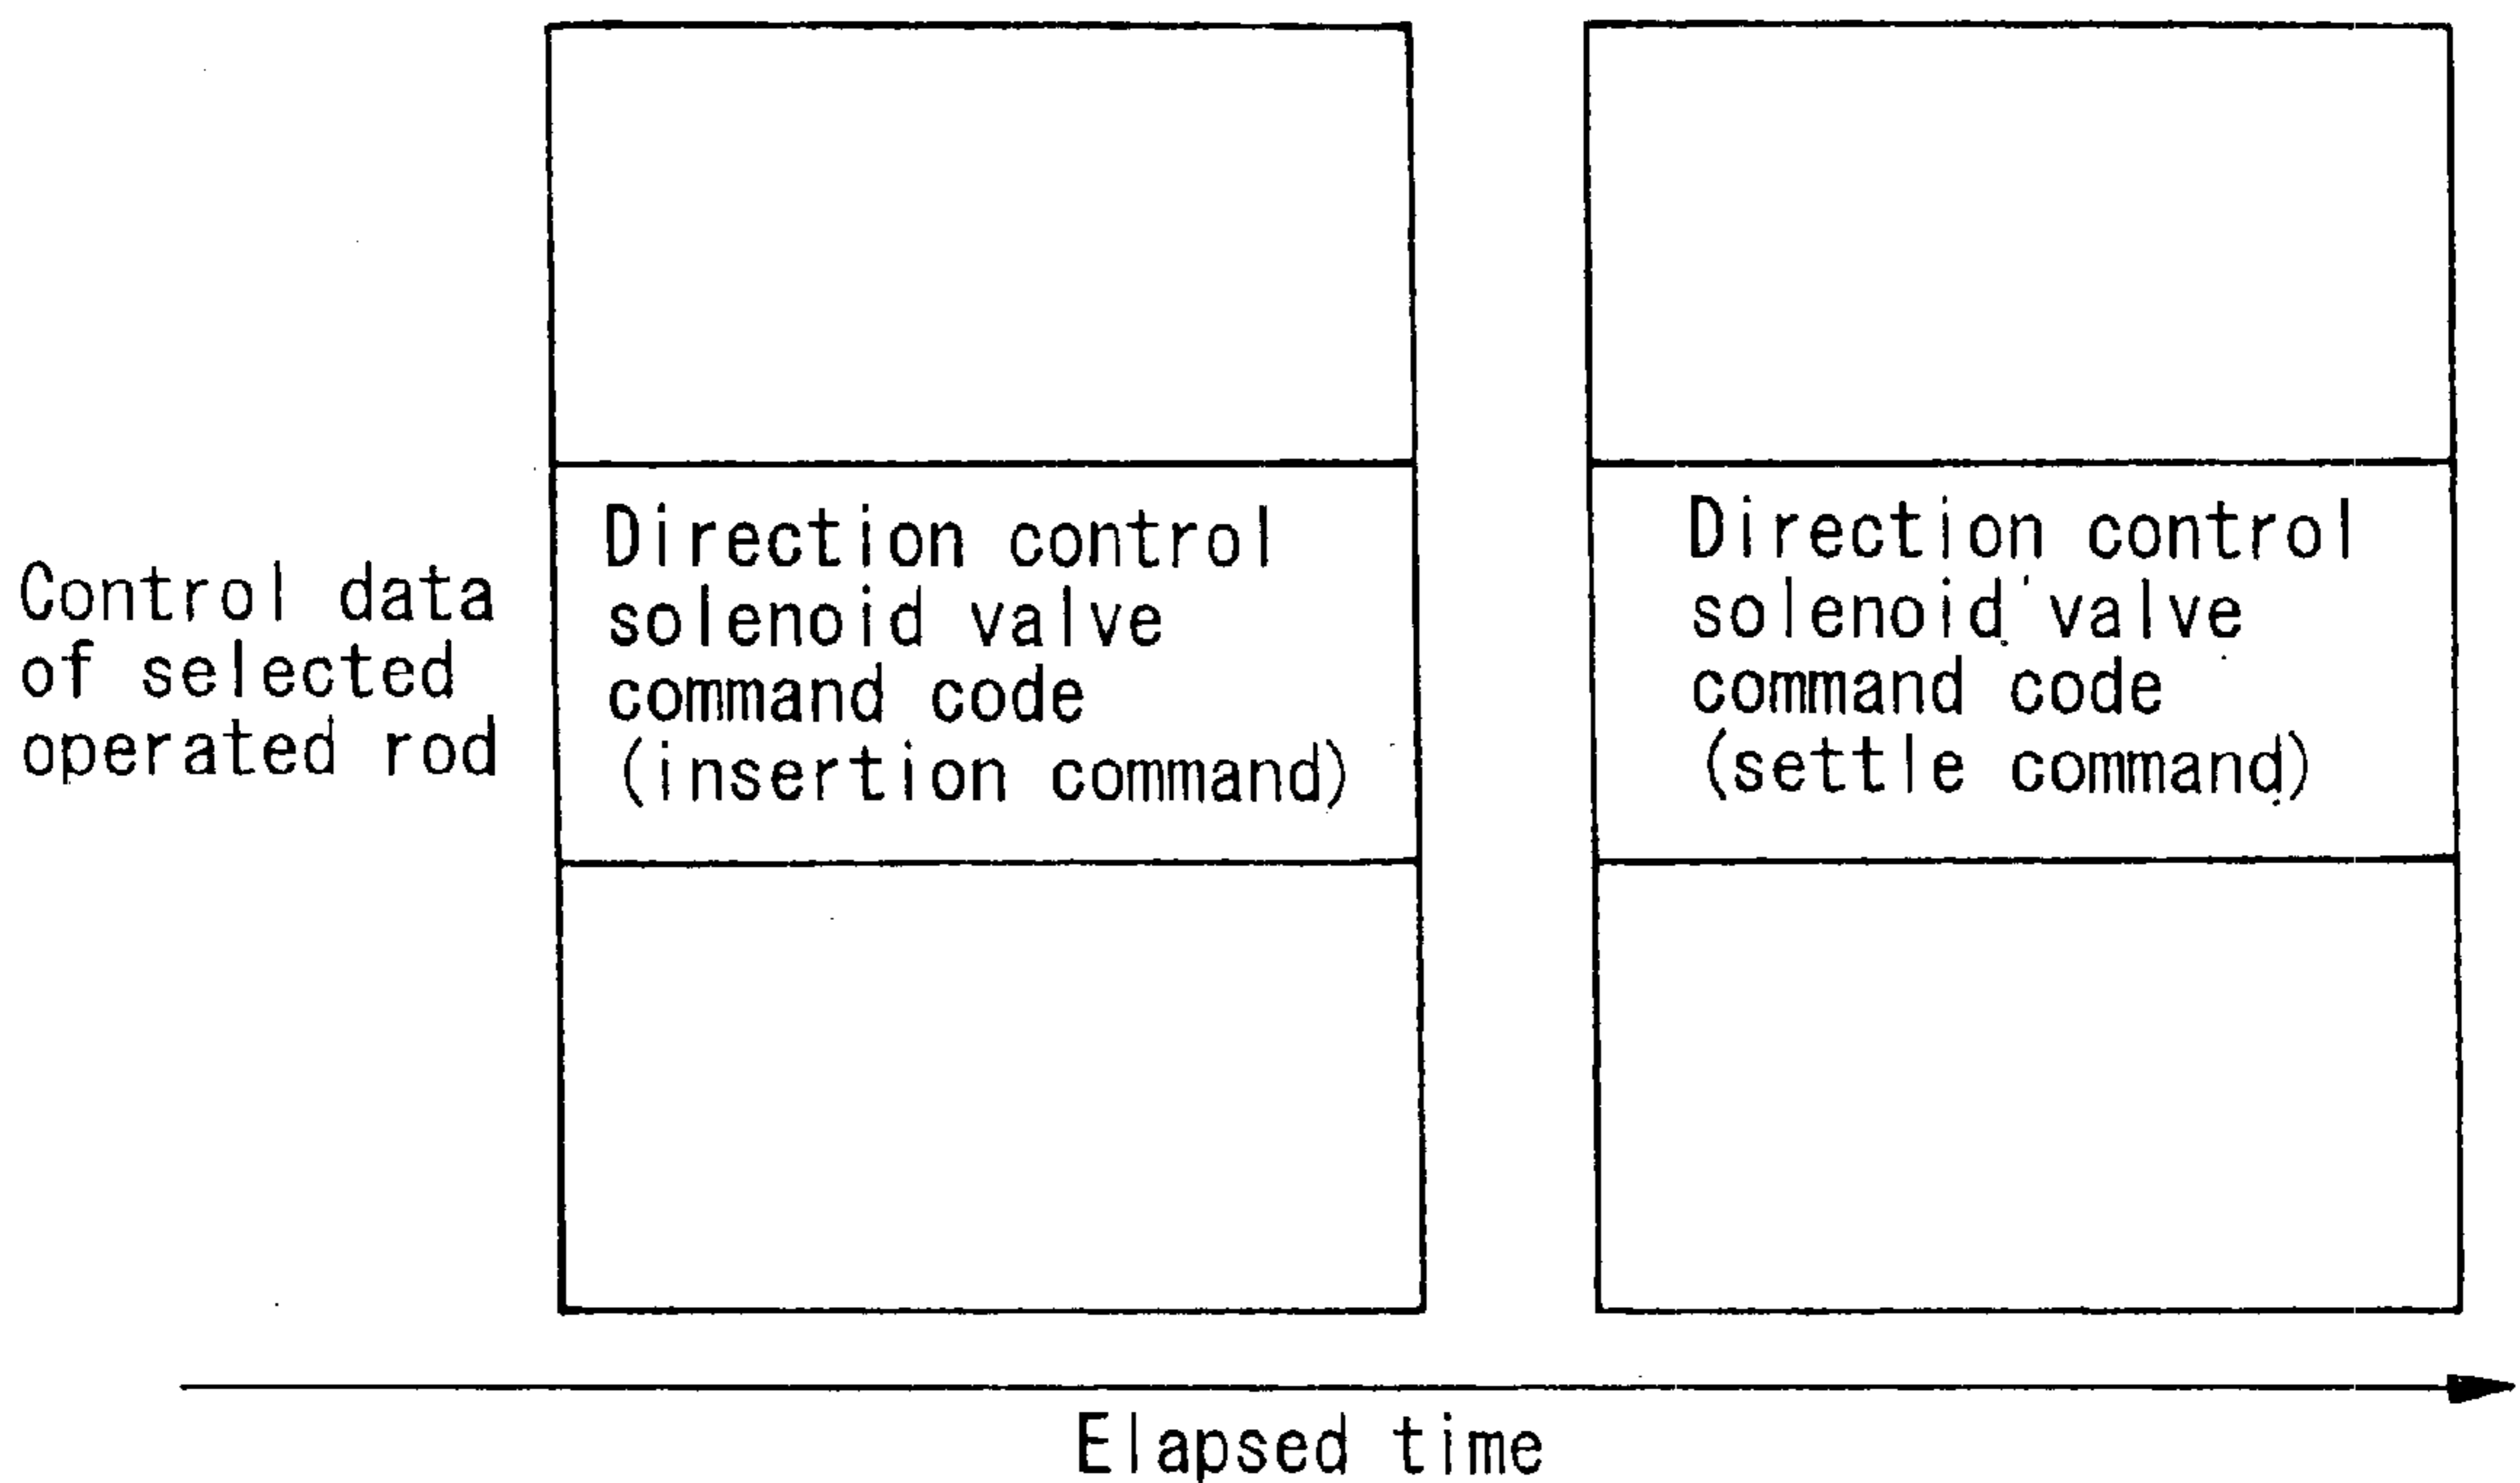 Control data
of selected
operated rod
Direction control
solenoid valve
command code
(insertion command)
Direction control
solenoid valve
command code
(settle command)
Elapsed time